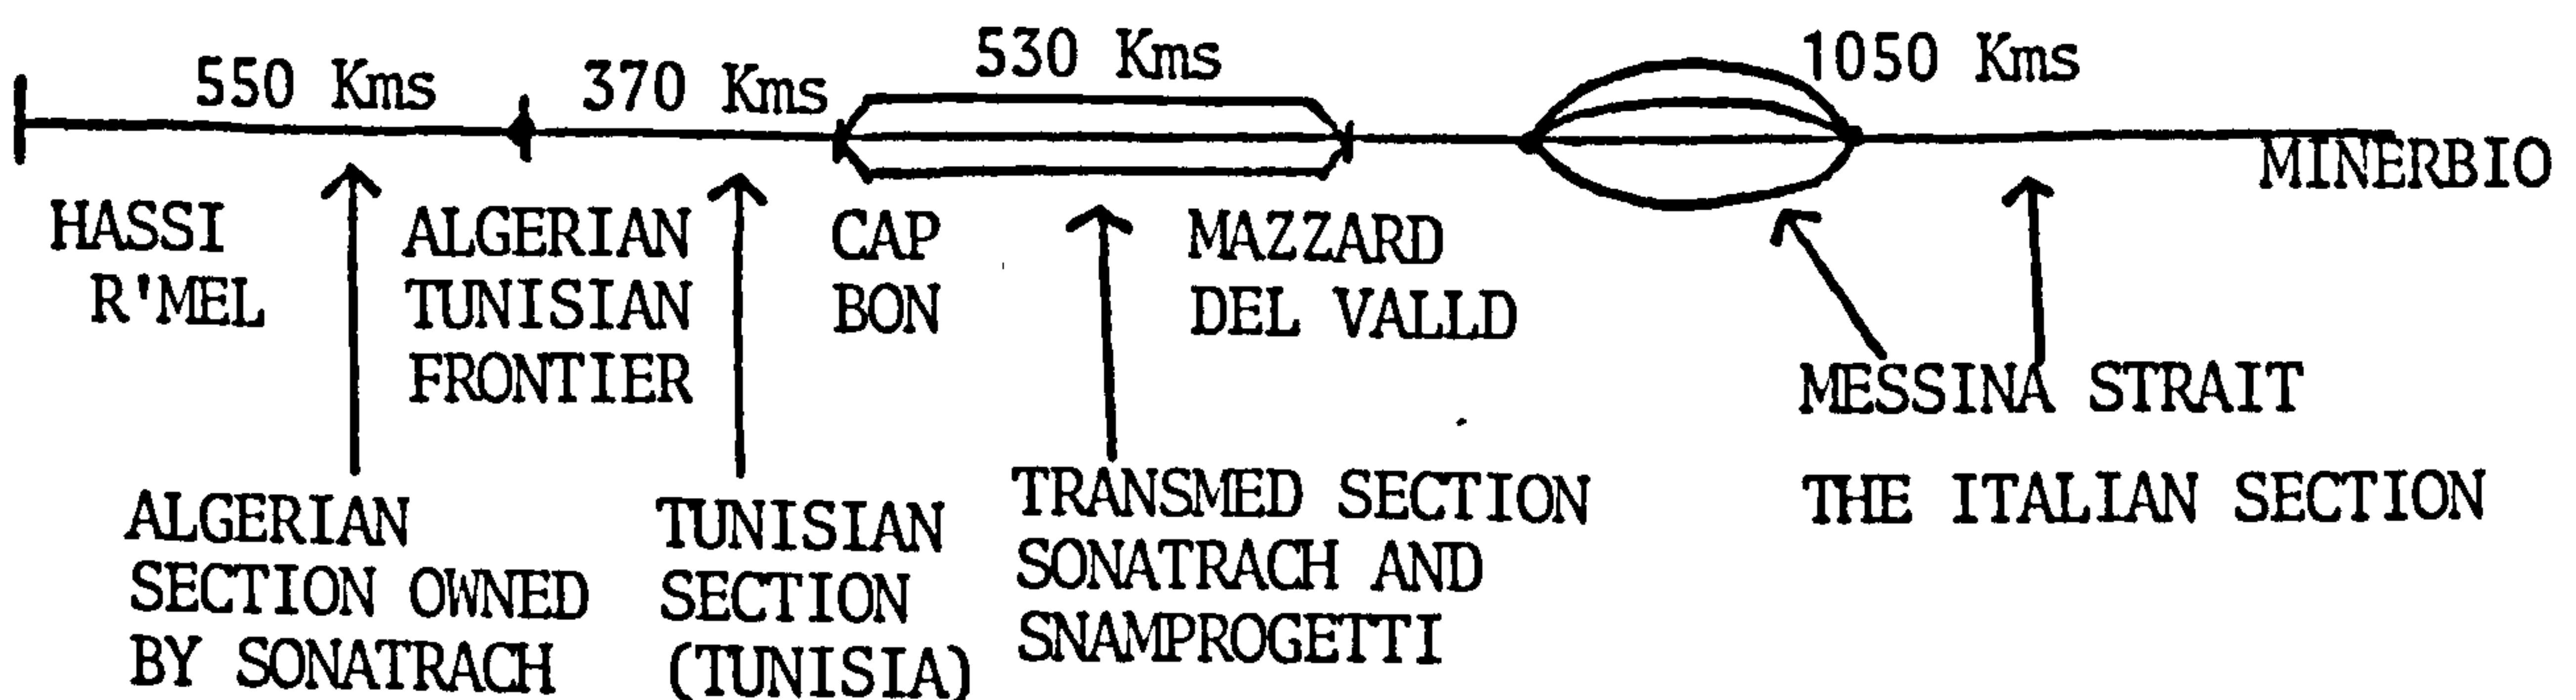 550 Kms
370 Kms
530 Kms
1050 Kms
HASSI
R'MEL
ALGERIAN
TUNISIAN
FRONTIER
CAP
BON
MAZZARD
DEL VALLD
MINERBIO
MESSINA STRAIT
ALGERIAN
SECTION OWNED
BY SONATRACH
TUNISIAN
SECTION
(TUNISIA)
TRANSMED SECTION
SONATRACH AND
SNAMPROGETTI
THE ITALIAN SECTION